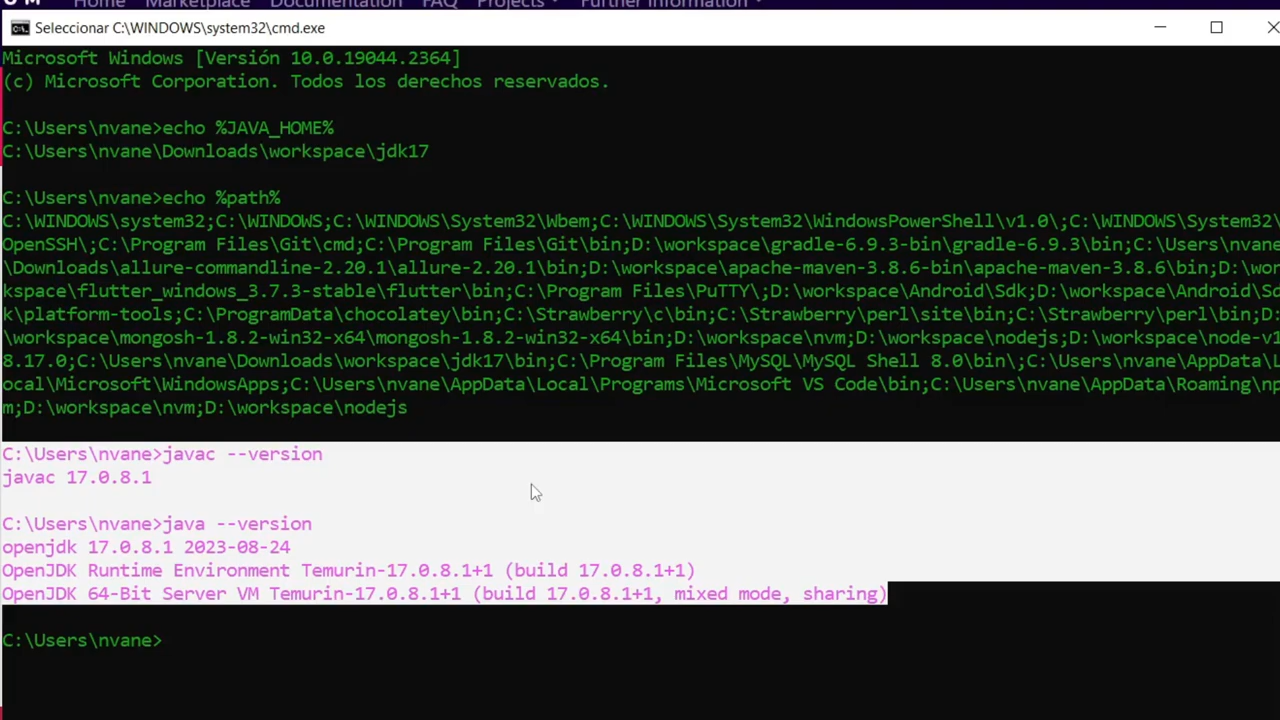 Home Marketplace Documentation FAQ Projects Further Information
Seleccionar C:\WINDOWS\system32\cmd.exe
Microsoft Windows [Versión 10.0.19044.2364]
(c) Microsoft Corporation. Todos los derechos reservados.
C:\Users\nvane>echo %JAVA_HOME%
C:\Users\nvane\Downloads\workspace\jdk17
C:\Users\nvane>echo %path%
C:\WINDOWS\system32;C:\WINDOWS;C:\WINDOWS\System32\Wbem;C:\WINDOWS\System32\WindowsPowerShell\v1.0\;C:\WINDOWS\System32\
OpenSSH\;C:\Program Files\Git\cmd;C:\Program Files\Git\bin;D:\workspace\gradle-6.9.3-bin\gradle-6.9.3\bin;C:\Users\nvane
\Downloads\allure-commandline-2.20.1\allure-2.20.1\bin;D:\workspace\apache-maven-3.8.6-bin\apache-maven-3.8.6\bin;D:\wor
kspace\flutter_windows_3.7.3-stable\flutter\bin;C:\Program Files\PuTTY\;D:\workspace\Android\Sdk;D:\workspace\Android\Sd
k\platform-tools;C:\ProgramData\chocolatey\bin;C:\Strawberry\c\bin;C:\Strawberry\perl\site\bin;C:\Strawberry\perl\bin;D:
\workspace\mongosh-1.8.2-win32-x64\mongosh-1.8.2-win32-x64\bin;D:\workspace\nvm;D:\workspace\nodejs;D:\workspace\node-v1
8.17.0;C:\Users\nvane\Downloads\workspace\jdk17\bin;C:\Program Files\MySQL\MySQL Shell 8.0\bin\;C:\Users\nvane\AppData\L
ocal\Microsoft\WindowsApps;C:\Users\nvane\AppData\Local\Programs\Microsoft VS Code\bin;C:\Users\nvane\AppData\Roaming\np
m;D:\workspace\nvm;D:\workspace\nodejs
C:\Users\nvane>javac --version
javac 17.0.8.1
C:\Users\nvane>java --version
openjdk 17.0.8.1 2023-08-24
OpenJDK Runtime Environment Temurin-17.0.8.1+1 (build 17.0.8.1+1)
OpenJDK 64-Bit Server VM Temurin-17.0.8.1+1 (build 17.0.8.1+1, mixed mode, sharing)
C:\Users\nvane>